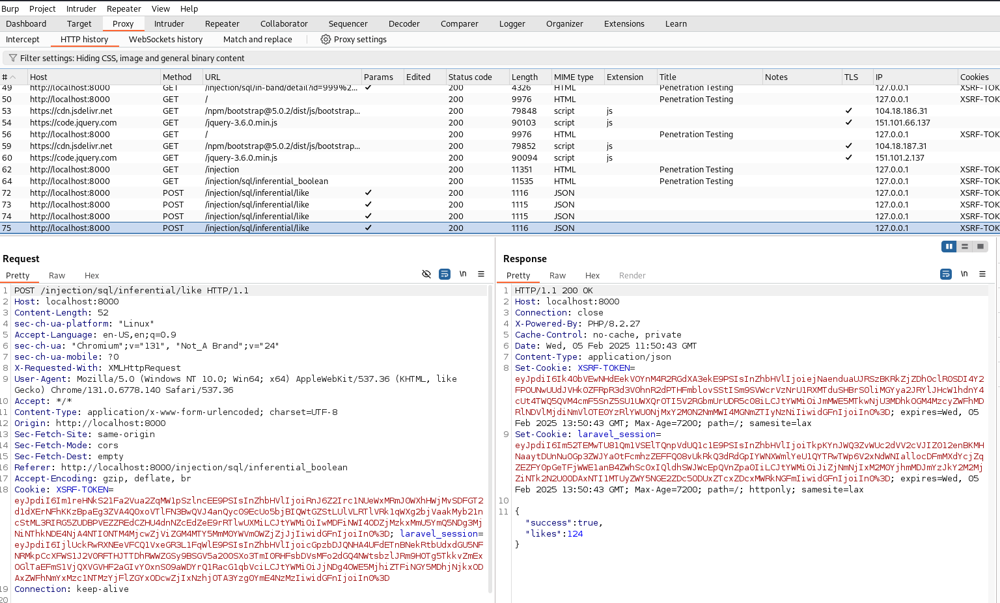 Burp Project Intruder Repeater View Help
Dashboard Target Proxy Intruder Repeater Collaborator Sequencer Decoder Comparer Logger Organizer Extensions Learn
Intercept HTTP history WebSockets history Match and replace Proxy settings
Filter settings: Hiding CSS, image and general binary content
# Host Method URL Params Edited Status code Length MIME type Extension Title Notes TLS IP Cookies
49 http://localhost:8000 GET /injection/sql/in-band/detail?id=999%2... ✓ 200 4326 HTML Penetration Testing 127.0.0.1 XSRF-TOK
50 http://localhost:8000 GET / 200 9976 HTML Penetration Testing 127.0.0.1 XSRF-TOK
53 https://cdn.jsdelivr.net GET /npm/bootstrap@5.0.2/dist/js/bootstrap... 200 79848 script js ✓ 104.18.186.31
54 https://code.jquery.com GET /jquery-3.6.0.min.js 200 90103 script js ✓ 151.101.66.137
56 http://localhost:8000 GET / 200 9976 HTML Penetration Testing 127.0.0.1 XSRF-TOK
59 https://cdn.jsdelivr.net GET /npm/bootstrap@5.0.2/dist/js/bootstrap... 200 79852 script js ✓ 104.18.187.31
60 https://code.jquery.com GET /jquery-3.6.0.min.js 200 90094 script js ✓ 151.101.2.137
62 http://localhost:8000 GET /injection 200 11351 HTML Penetration Testing 127.0.0.1 XSRF-TOK
64 http://localhost:8000 GET /injection/sql/inferential_boolean 200 11535 HTML Penetration Testing 127.0.0.1 XSRF-TOK
72 http://localhost:8000 POST /injection/sql/inferential/like ✓ 200 1116 JSON 127.0.0.1 XSRF-TOK
73 http://localhost:8000 POST /injection/sql/inferential/like ✓ 200 1115 JSON 127.0.0.1 XSRF-TOK
74 http://localhost:8000 POST /injection/sql/inferential/like ✓ 200 1115 JSON 127.0.0.1 XSRF-TOK
75 http://localhost:8000 POST /injection/sql/inferential/like ✓ 200 1116 JSON 127.0.0.1 XSRF-TOK
Request
Pretty Raw Hex \n
1 POST /injection/sql/inferential/like HTTP/1.1
2 Host: localhost:8000
3 Content-Length: 52
4 sec-ch-ua-platform: "Linux"
5 Accept-Language: en-US,en;q=0.9
6 sec-ch-ua: "Chromium";v="131", "Not_A Brand";v="24"
7 sec-ch-ua-mobile: ?0
8 X-Requested-With: XMLHttpRequest
9 User-Agent: Mozilla/5.0 (Windows NT 10.0; Win64; x64) AppleWebKit/537.36 (KHTML, like
Gecko) Chrome/131.0.6778.140 Safari/537.36
10 Accept: */*
11 Content-Type: application/x-www-form-urlencoded; charset=UTF-8
12 Origin: http://localhost:8000
13 Sec-Fetch-Site: same-origin
14 Sec-Fetch-Mode: cors
15 Sec-Fetch-Dest: empty
16 Referer: http://localhost:8000/injection/sql/inferential_boolean
17 Accept-Encoding: gzip, deflate, br
18 Cookie: XSRF-TOKEN=
laravel_session=
19 Connection: keep-alive
20
Response
Pretty Raw Hex Render \n
1 HTTP/1.1 200 OK
2 Host: localhost:8000
3 Connection: close
4 X-Powered-By: PHP/8.2.27
5 Cache-Control: no-cache, private
6 Date: Wed, 05 Feb 2025 11:50:43 GMT
7 Content-Type: application/json
8 Set-Cookie: XSRF-TOKEN=
expires=Wed, 05
Feb 2025 13:50:43 GMT; Max-Age=7200; path=/; samesite=lax
9 Set-Cookie: laravel_session=
expires=Wed, 05
Feb 2025 13:50:43 GMT; Max-Age=7200; path=/; httponly; samesite=lax
10
11 {
"success":true,
"likes":124
}